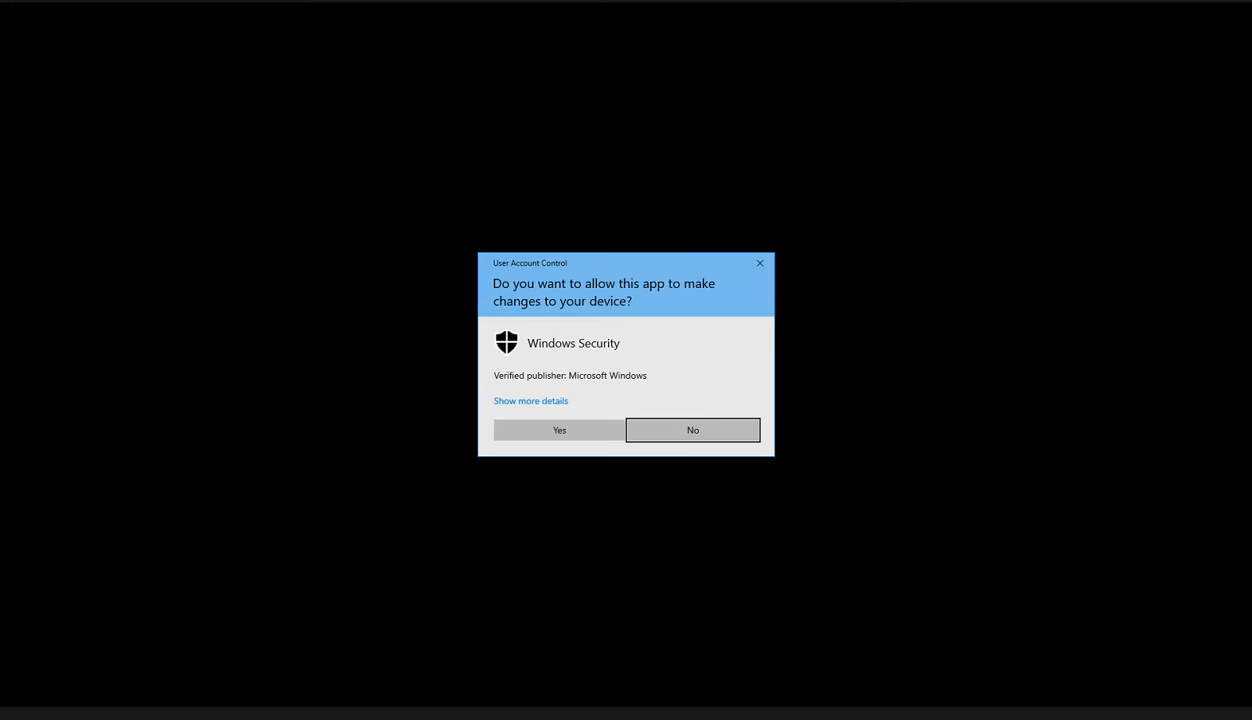 User Account Control
Do you want to allow this app to make
changes to your device?
Windows Security
Verified publisher: Microsoft Windows
Show more details
Yes
No